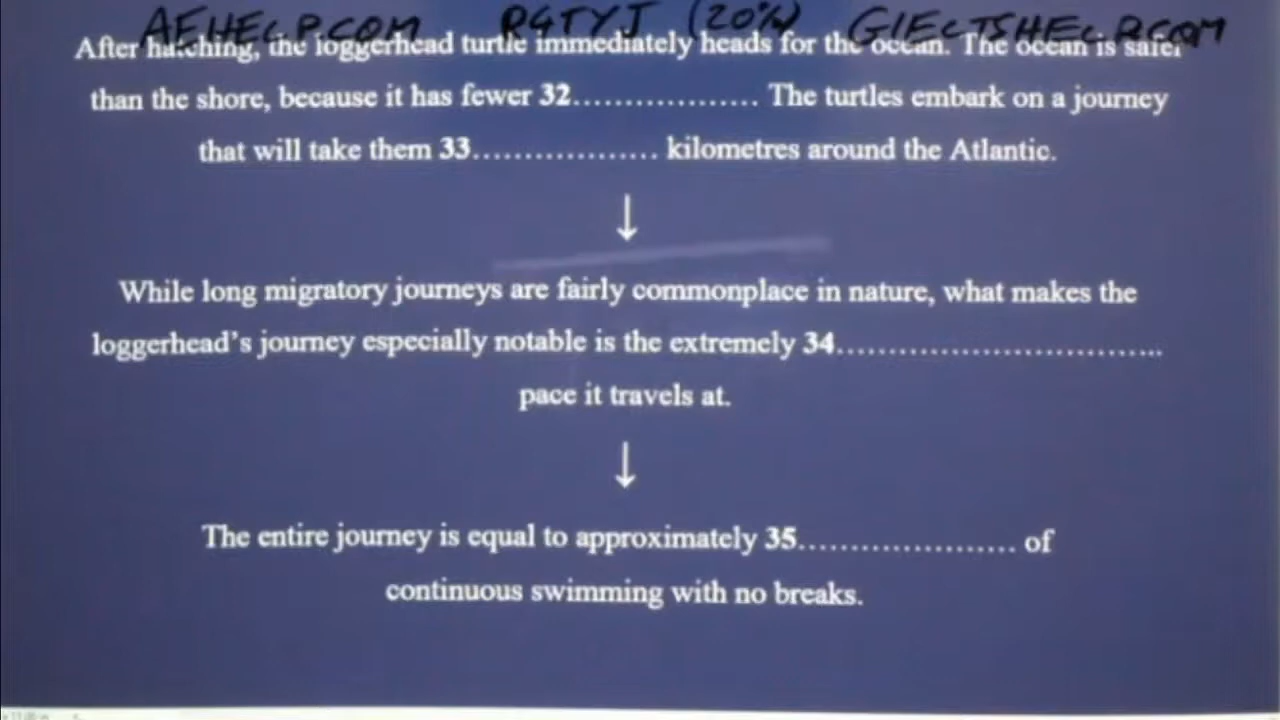 AEHELP.COM R4TYJ (20%) GIELTSHELP.COM
After hatching, the loggerhead turtle immediately heads for the ocean. The ocean is safer
than the shore, because it has fewer 32.................. The turtles embark on a journey
that will take them 33.................. kilometres around the Atlantic.
↓
While long migratory journeys are fairly commonplace in nature, what makes the
loggerhead’s journey especially notable is the extremely 34................................
pace it travels at.
↓
The entire journey is equal to approximately 35..................... of
continuous swimming with no breaks.